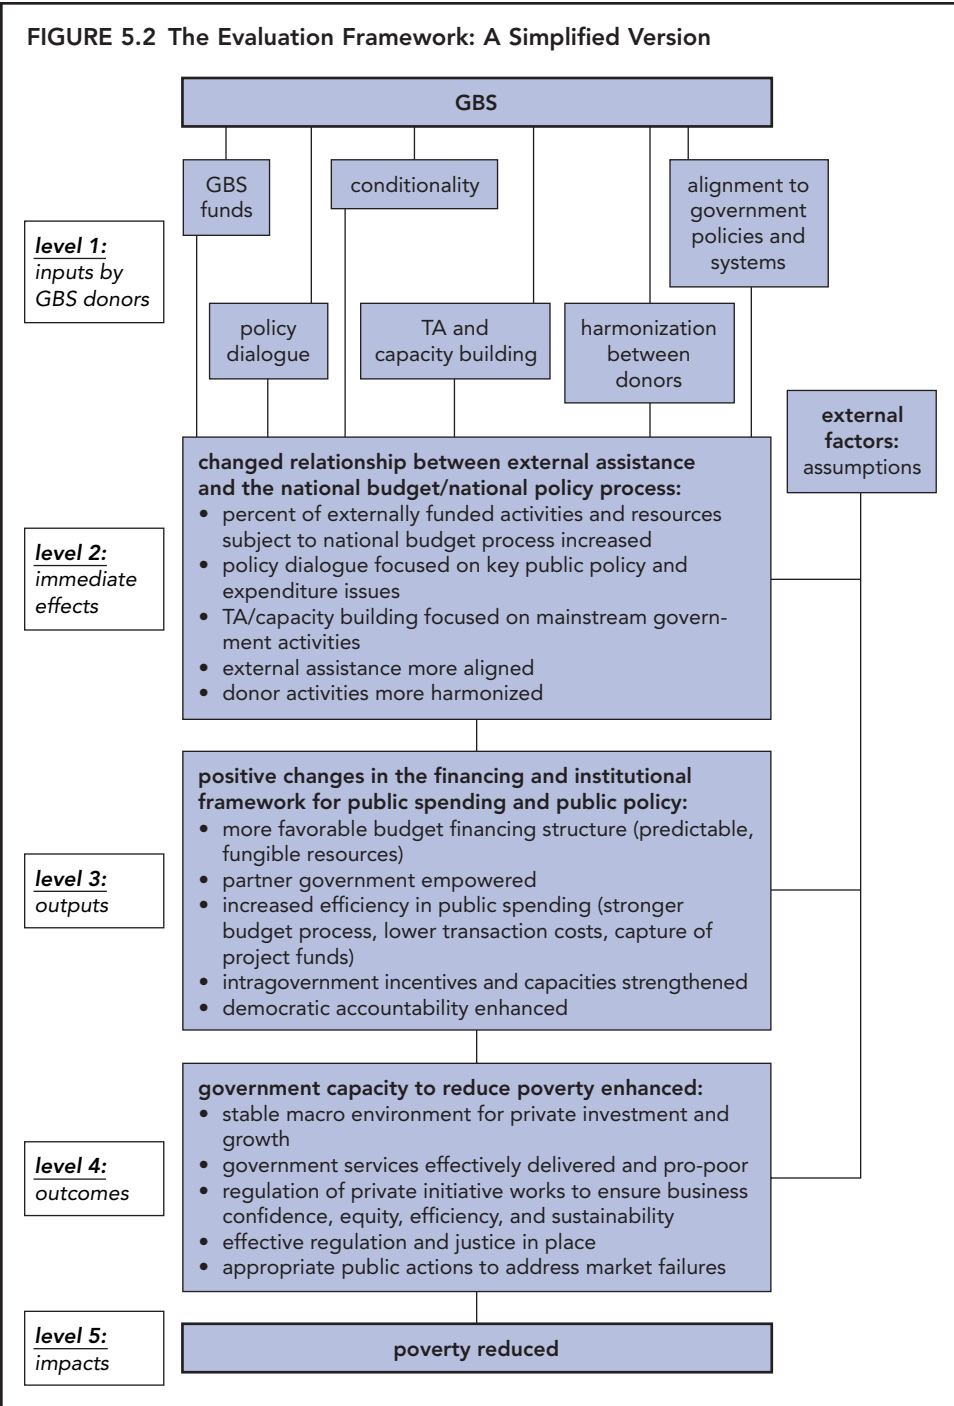 FIGURE 5.2 The Evaluation Framework: A Simplified Version
GBS
GBS
funds
conditionality
alignment to
government
policies and
systems
level 1:
inputs by
GBS donors
policy
dialogue
TA and
capacity building
harmonization
between
donors
external
factors:
assumptions
changed relationship between external assistance
and the national budget/national policy process:
• percent of externally funded activities and resources
subject to national budget process increased
• policy dialogue focused on key public policy and
expenditure issues
• TA/capacity building focused on mainstream govern-
ment activities
• external assistance more aligned
• donor activities more harmonized
level 2:
immediate
effects
positive changes in the financing and institutional
framework for public spending and public policy:
• more favorable budget financing structure (predictable,
fungible resources)
• partner government empowered
• increased efficiency in public spending (stronger
budget process, lower transaction costs, capture of
project funds)
• intragovernment incentives and capacities strengthened
• democratic accountability enhanced
level 3:
outputs
government capacity to reduce poverty enhanced:
• stable macro environment for private investment and
growth
• government services effectively delivered and pro-poor
• regulation of private initiative works to ensure business
confidence, equity, efficiency, and sustainability
• effective regulation and justice in place
• appropriate public actions to address market failures
level 4:
outcomes
level 5:
impacts
poverty reduced